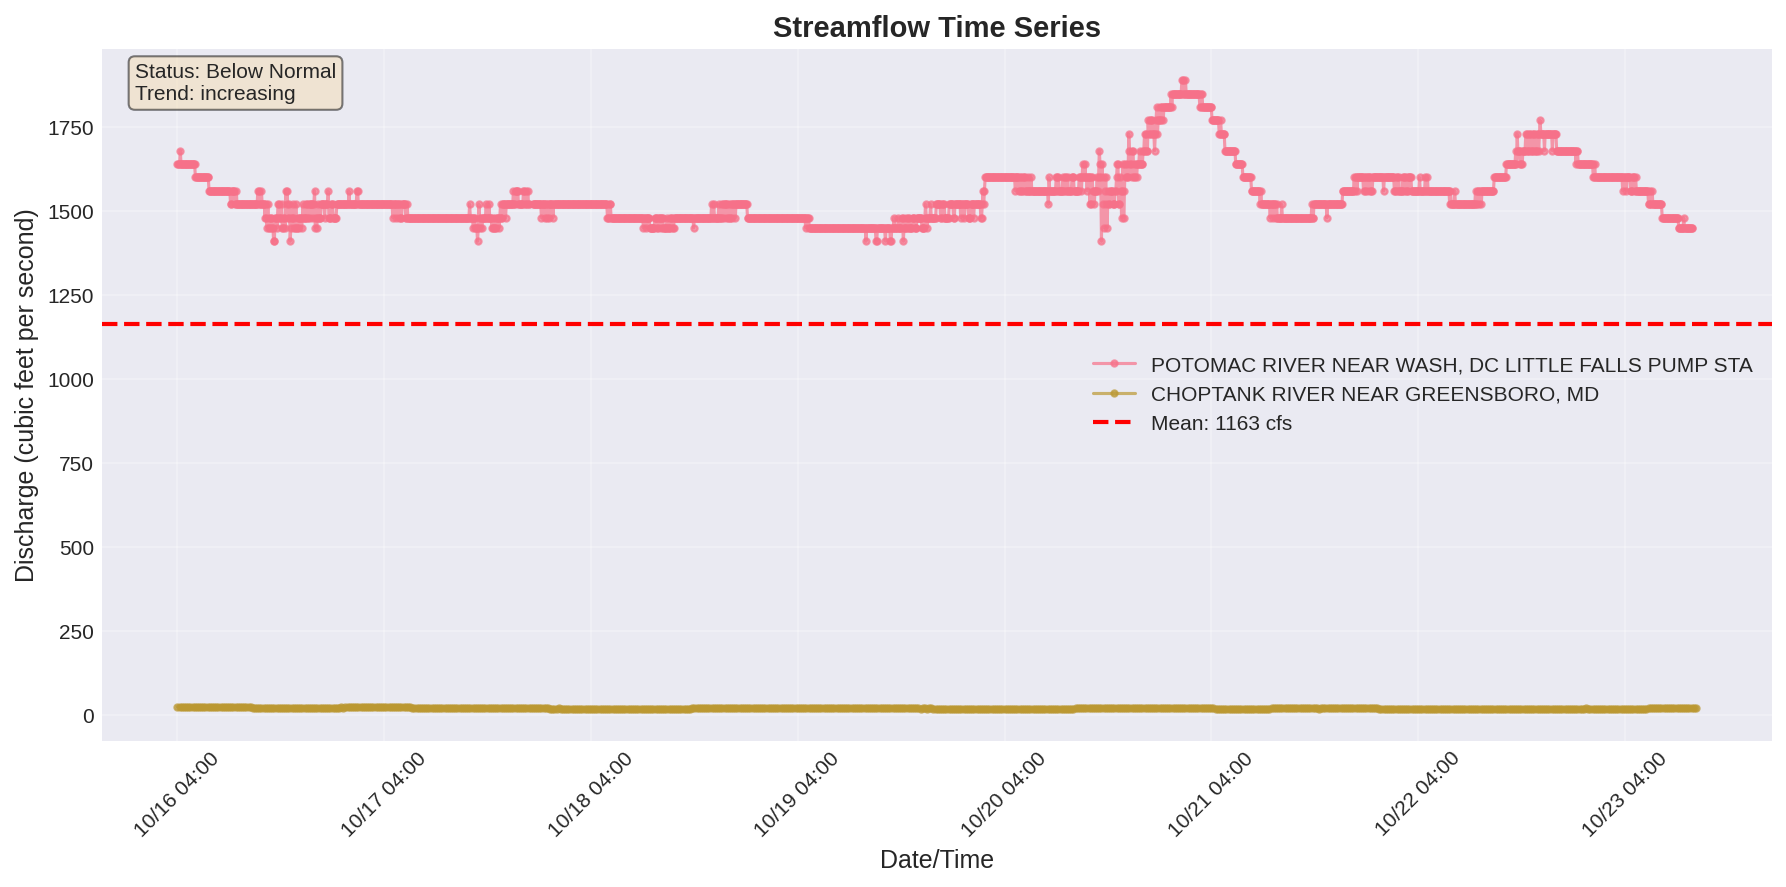 Streamflow Time Series
Status: Below Normal
Trend: increasing
Discharge (cubic feet per second)
1750
1500
1250
1000
750
500
250
0
POTOMAC RIVER NEAR WASH, DC LITTLE FALLS PUMP STA
CHOPTANK RIVER NEAR GREENSBORO, MD
Mean: 1163 cfs
10/16 04:00
10/17 04:00
10/18 04:00
10/19 04:00
10/20 04:00
10/21 04:00
10/22 04:00
10/23 04:00
Date/Time